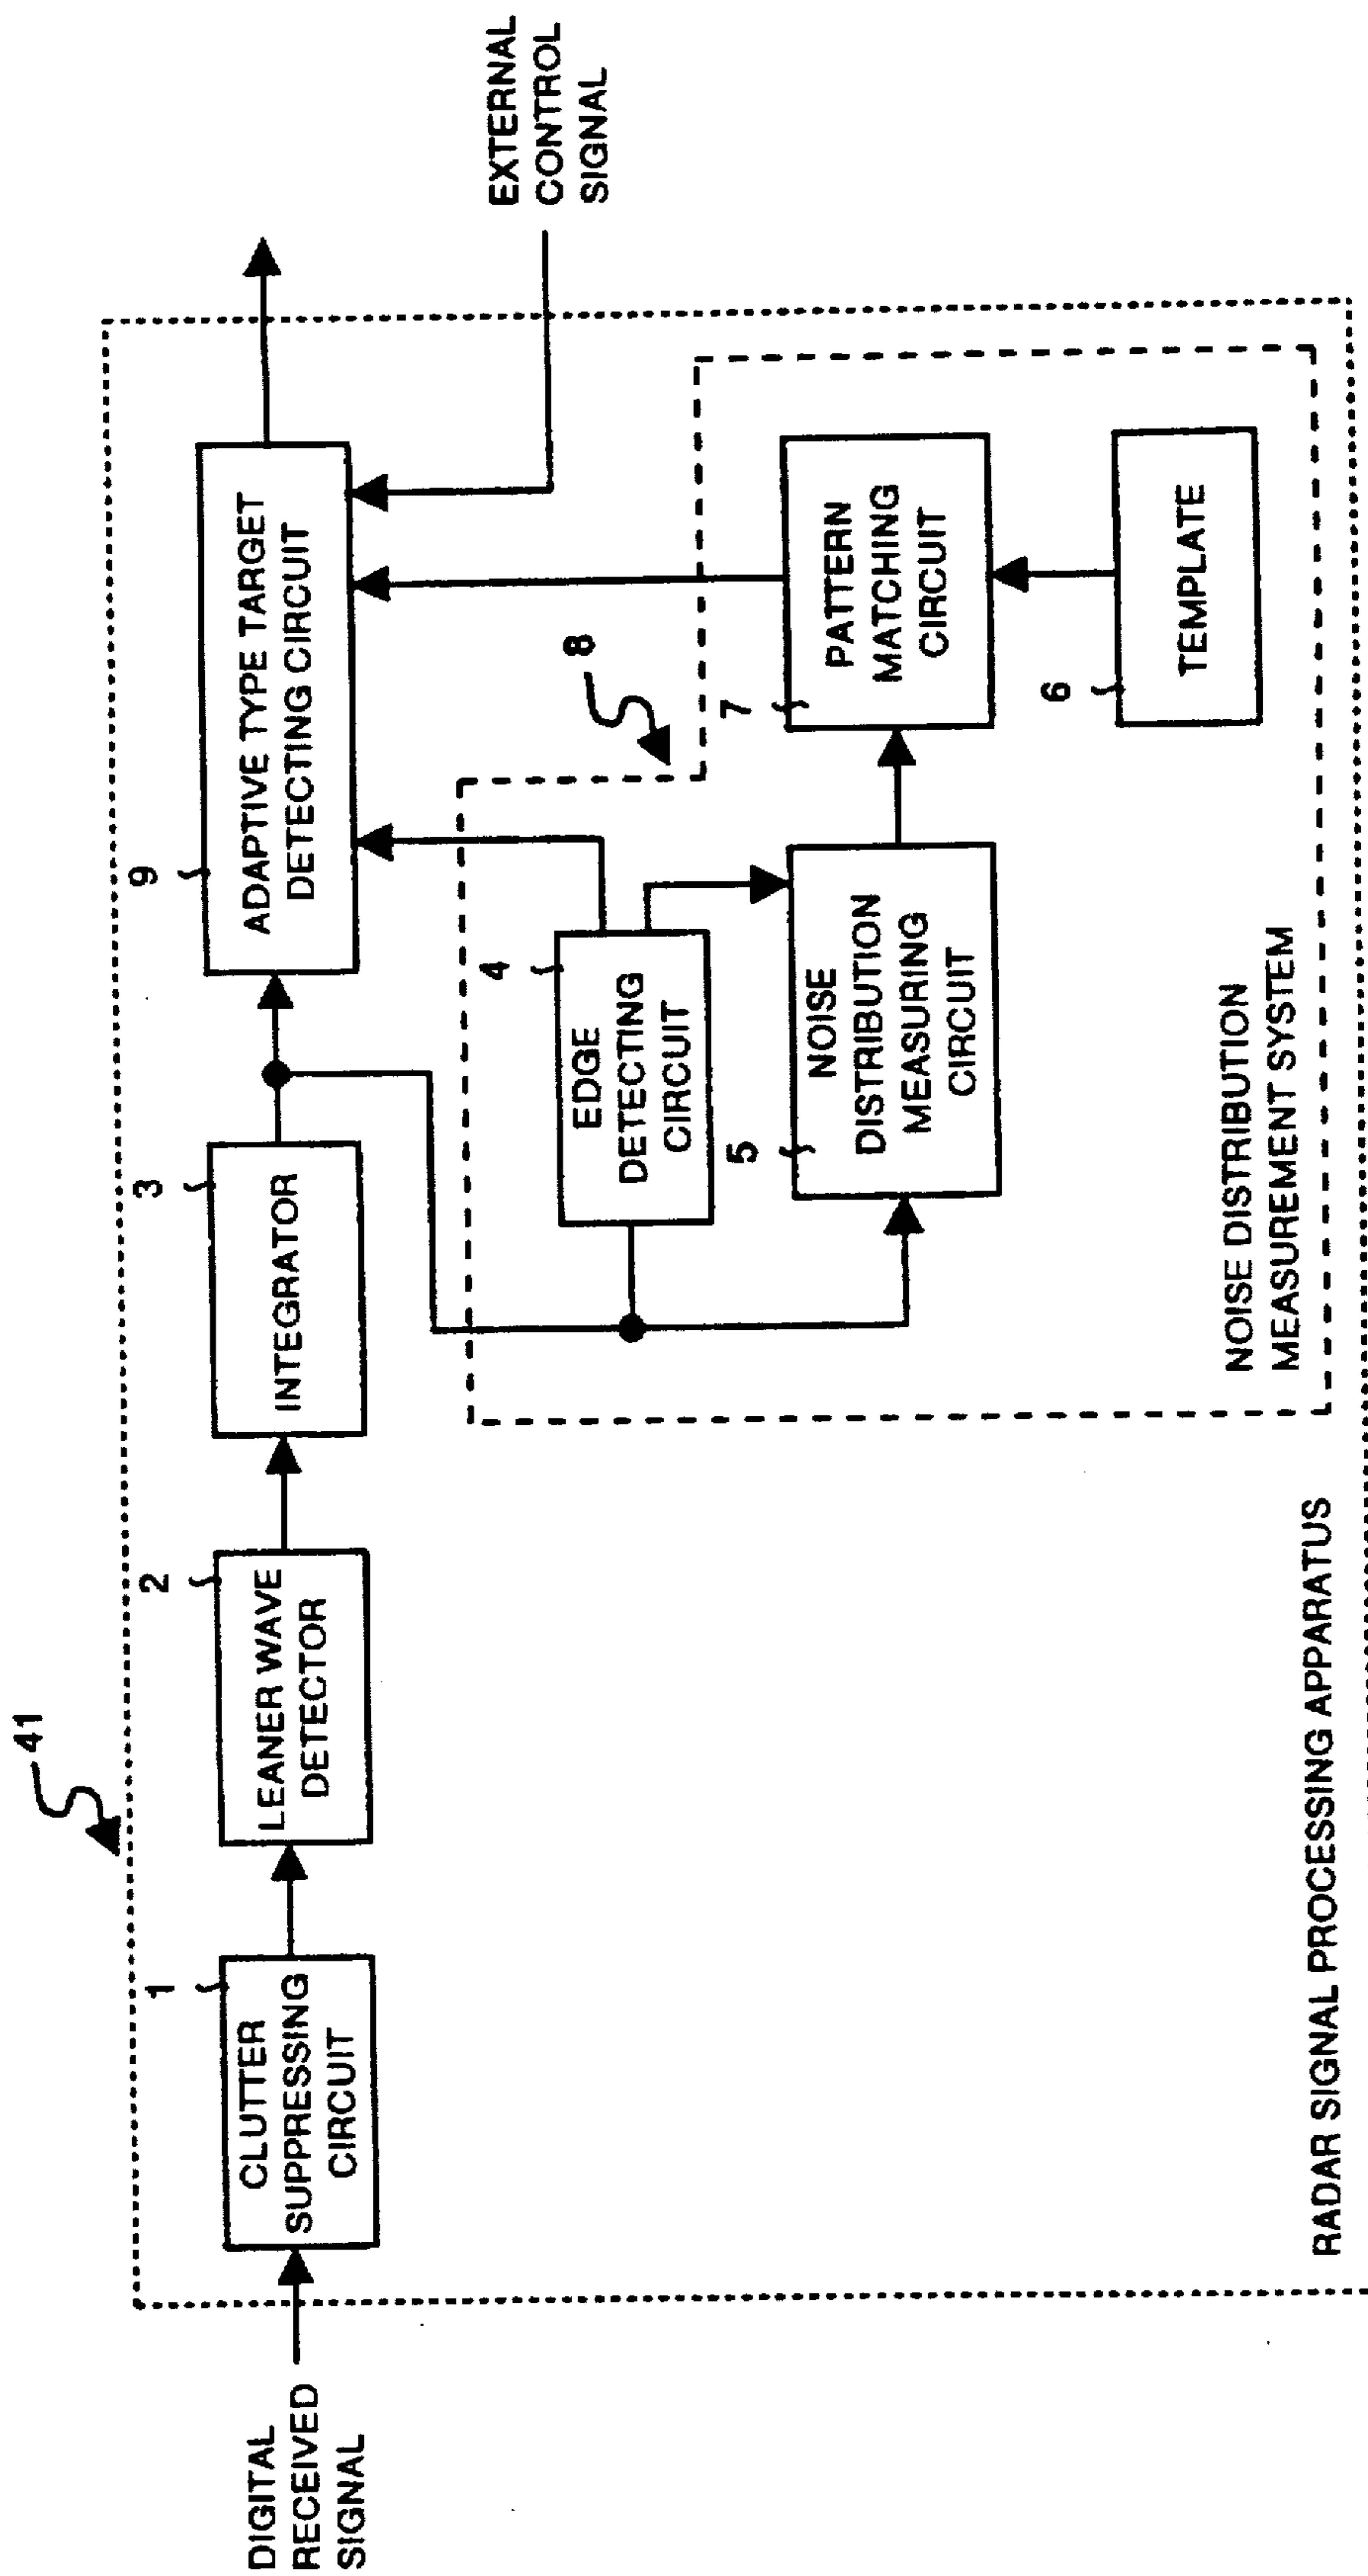 41
DIGITAL
RECEIVED
SIGNAL
1
CLUTTER
SUPPRESSING
CIRCUIT
2
LEANER WAVE
DETECTOR
3
INTEGRATOR
9
ADAPTIVE TYPE TARGET
DETECTING CIRCUIT
EXTERNAL
CONTROL
SIGNAL
8
4
EDGE
DETECTING
CIRCUIT
5
NOISE
DISTRIBUTION
MEASURING
CIRCUIT
7
PATTERN
MATCHING
CIRCUIT
6
TEMPLATE
NOISE DISTRIBUTION
MEASUREMENT SYSTEM
RADAR SIGNAL PROCESSING APPARATUS